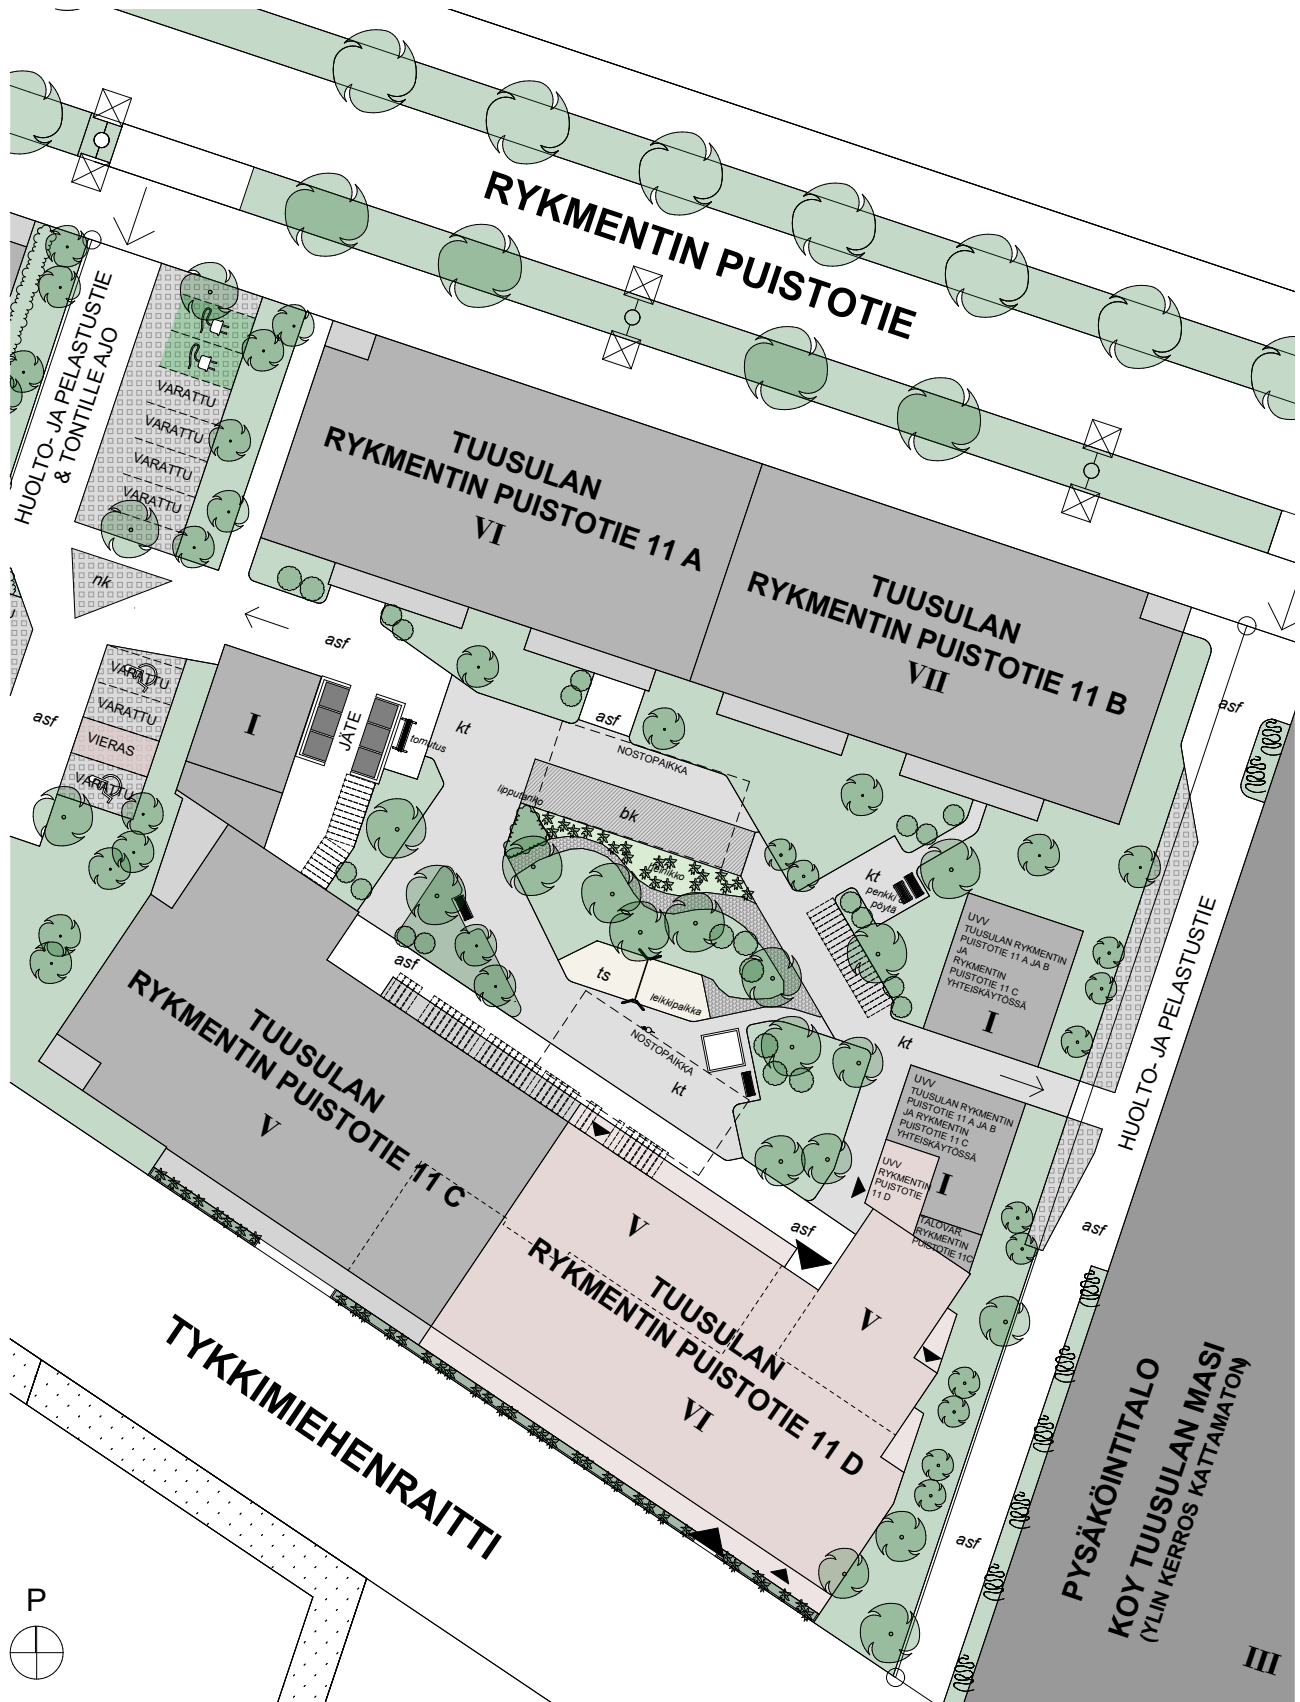 RYKMENTIN PUISTOTIE
HUOLTO- JA PELASTUSTIE
& TONTILLE AJO
VARATTU
VARATTU
VARATTU
VARATTU
nk
TUUSULAN
RYKMENTIN PUISTOTIE 11 A
VI
TUUSULAN
RYKMENTIN PUISTOTIE 11 B
VII
asf
asf
VARATTU
VARATTU
VIERAS
VARATTU
I
JÄTE
tomutus
kt
asf
NOSTOPAIKKA
asf
lipputanko
bk
heinikko
kt
penkki &
pöytä
UVV
TUUSULAN RYKMENTIN
PUISTOTIE 11 A JA B
JA
RYKMENTIN
PUISTOTIE 11 C
YHTEISKÄYTÖSSÄ
I
HUOLTO- JA PELASTUSTIE
asf
ts
leikkipaikka
NOSTOPAIKKA
kt
kt
TUUSULAN
RYKMENTIN PUISTOTIE 11 C
V
UVV
TUUSULAN RYKMENTIN
PUISTOTIE 11 A JA B
JA RYKMENTIN
PUISTOTIE 11 C
YHTEISKÄYTÖSSÄ
I
UVV
RYKMENTIN
PUISTOTIE
11 D
TALOVAR.
RYKMENTIN
PUISTOTIE 11C
asf
asf
V
TUUSULAN
RYKMENTIN PUISTOTIE 11 D
VI
V
TYKKIMIEHENRAITTI
asf
PYSÄKÖINTITALO
KOY TUUSULAN MASI
(YLIN KERROS KATTAMATON)
III
P